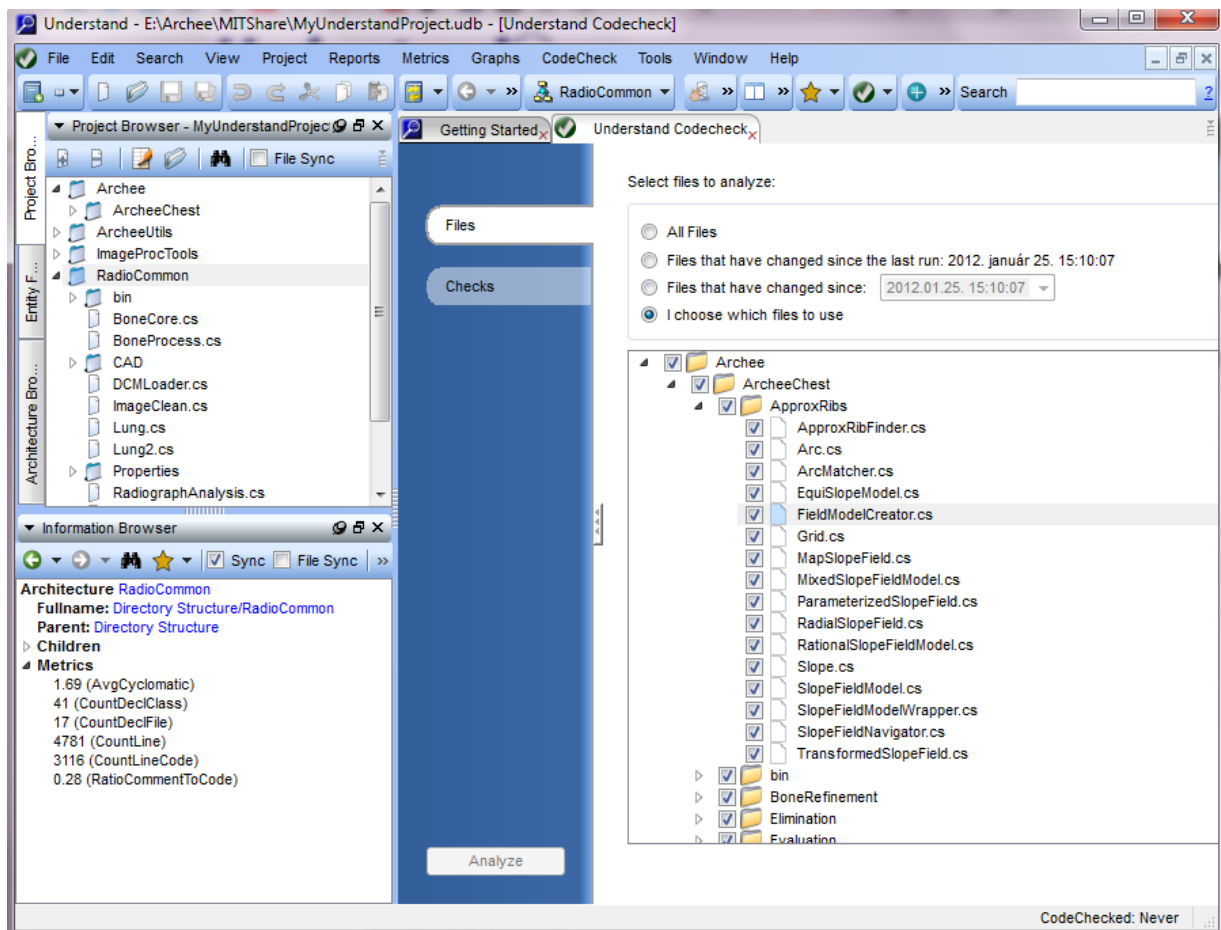 Understand - E:\Archee\MITShare\MyUnderstandProject.udb - [Understand Codecheck]
File Edit Search View Project Reports Metrics Graphs CodeCheck Tools Window Help
RadioCommon
Search
?
Project Bro...
Entity F...
Architecture Bro...
Project Browser - MyUnderstandProjec
File Sync
Archee
ArcheeChest
ArcheeUtils
ImageProcTools
RadioCommon
bin
BoneCore.cs
BoneProcess.cs
CAD
DCMLoader.cs
ImageClean.cs
Lung.cs
Lung2.cs
Properties
RadiographAnalysis.cs
Information Browser
Sync File Sync
Architecture RadioCommon
Fullname: Directory Structure/RadioCommon
Parent: Directory Structure
Children
Metrics
1.69 (AvgCyclomatic)
41 (CountDeclClass)
17 (CountDeclFile)
4781 (CountLine)
3116 (CountLineCode)
0.28 (RatioCommentToCode)
Getting Started
Understand Codecheck
Files
Checks
Analyze
Select files to analyze:
All Files
Files that have changed since the last run: 2012. január 25. 15:10:07
Files that have changed since: 2012.01.25. 15:10:07
I choose which files to use
Archee
ArcheeChest
ApproxRibs
ApproxRibFinder.cs
Arc.cs
ArcMatcher.cs
EquiSlopeModel.cs
FieldModelCreator.cs
Grid.cs
MapSlopeField.cs
MixedSlopeFieldModel.cs
ParameterizedSlopeField.cs
RadialSlopeField.cs
RationalSlopeFieldModel.cs
Slope.cs
SlopeFieldModel.cs
SlopeFieldModelWrapper.cs
SlopeFieldNavigator.cs
TransformedSlopeField.cs
bin
BoneRefinement
Elimination
Evaluation
CodeChecked: Never